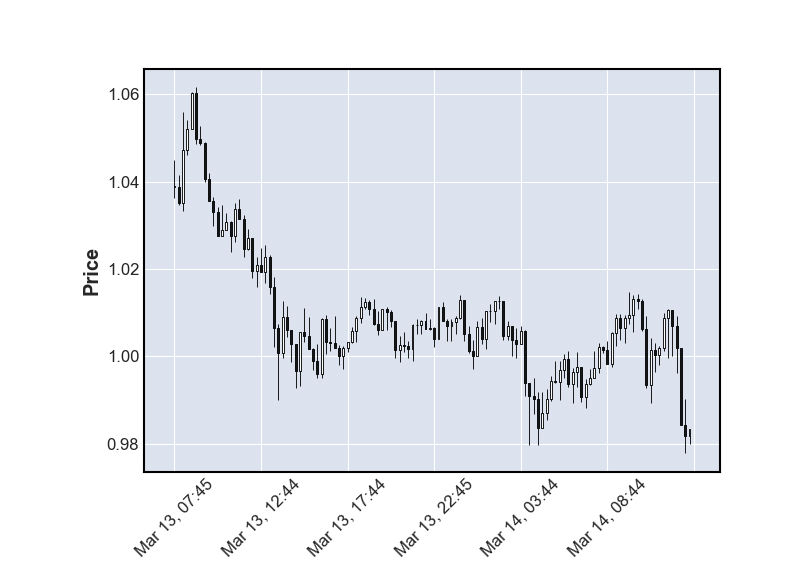 1.06
1.04
1.02
1.00
0.98
Price
Mar 13, 07:45
Mar 13, 12:44
Mar 13, 17:44
Mar 13, 22:45
Mar 14, 03:44
Mar 14, 08:44